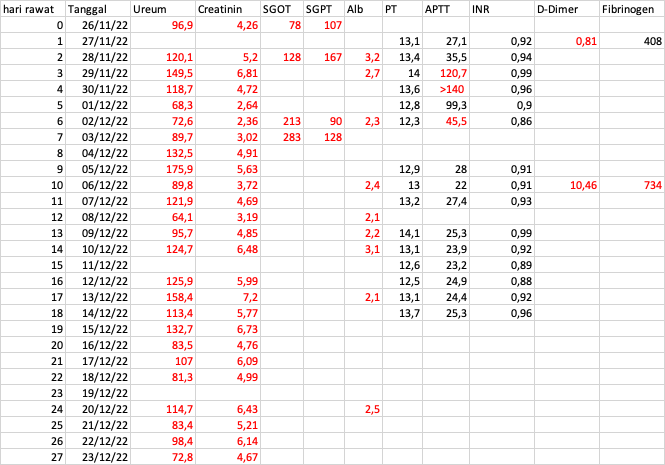 hari rawat Tanggal Ureum Creatinin SGOT SGPT Alb PT APTT INR D-Dimer Fibrinogen
0 26/11/22 96,9 4,26 78 107
1 27/11/22 13,1 27,1 0,92 0,81 408
2 28/11/22 120,1 5,2 128 167 3,2 13,4 35,5 0,94
3 29/11/22 149,5 6,81 2,7 14 120,7 0,99
4 30/11/22 118,7 4,72 13,6 >140 0,96
5 01/12/22 68,3 2,64 12,8 99,3 0,9
6 02/12/22 72,6 2,36 213 90 2,3 12,3 45,5 0,86
7 03/12/22 89,7 3,02 283 128
8 04/12/22 132,5 4,91
9 05/12/22 175,9 5,63 12,9 28 0,91
10 06/12/22 89,8 3,72 2,4 13 22 0,91 10,46 734
11 07/12/22 121,9 4,69 13,2 27,4 0,93
12 08/12/22 64,1 3,19 2,1
13 09/12/22 95,7 4,85 2,2 14,1 25,3 0,99
14 10/12/22 124,7 6,48 3,1 13,1 23,9 0,92
15 11/12/22 12,6 23,2 0,89
16 12/12/22 125,9 5,99 12,5 24,9 0,88
17 13/12/22 158,4 7,2 2,1 13,1 24,4 0,92
18 14/12/22 113,4 5,77 13,7 25,3 0,96
19 15/12/22 132,7 6,73
20 16/12/22 83,5 4,76
21 17/12/22 107 6,09
22 18/12/22 81,3 4,99
23 19/12/22
24 20/12/22 114,7 6,43 2,5
25 21/12/22 83,4 5,21
26 22/12/22 98,4 6,14
27 23/12/22 72,8 4,67